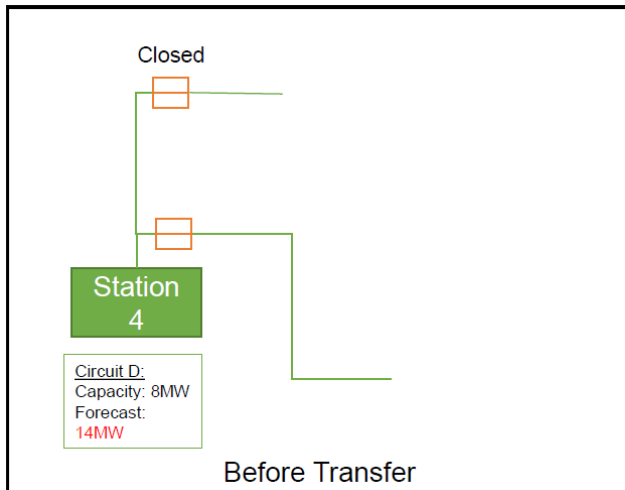 Closed
Station
4
Circuit D:
Capacity: 8MW
Forecast:
14MW
Before Transfer